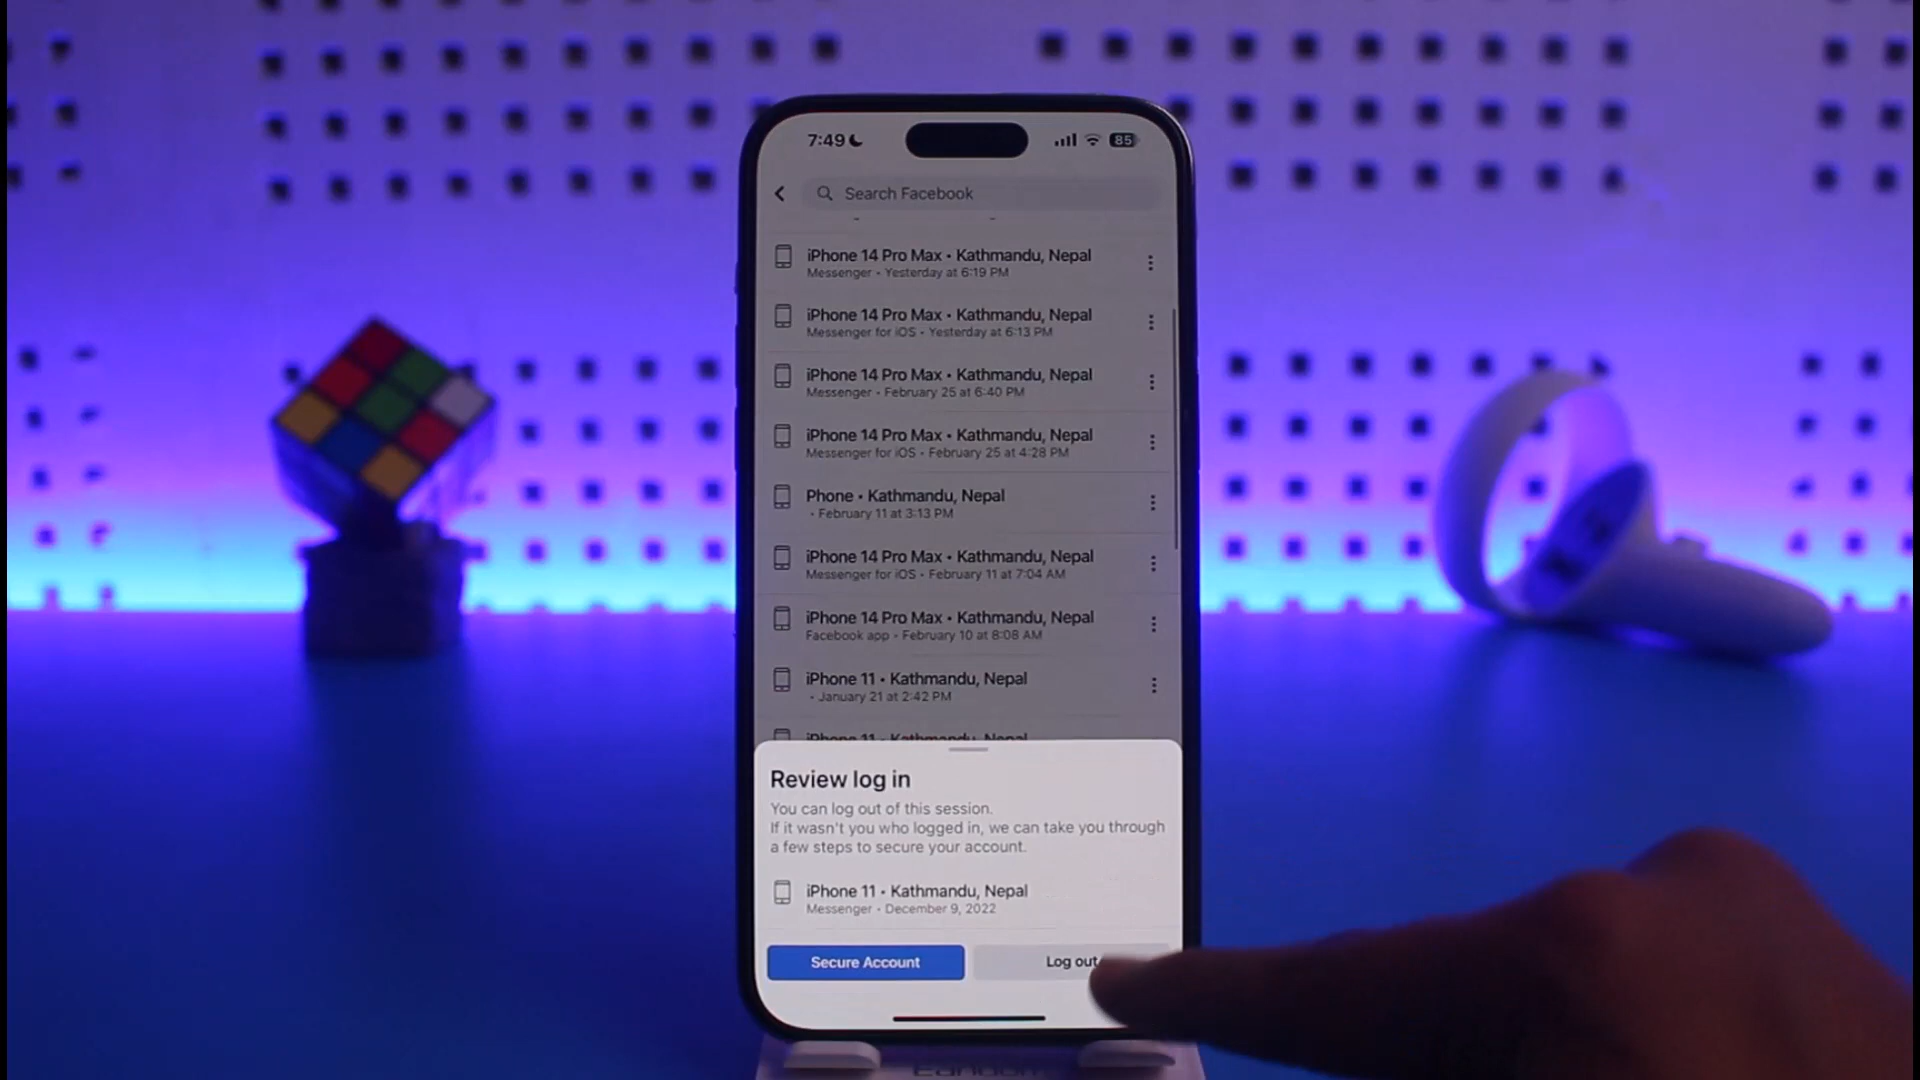 7:49
85
Search Facebook
iPhone 14 Pro Max • Kathmandu, Nepal
Messenger • Yesterday at 6:19 PM
iPhone 14 Pro Max • Kathmandu, Nepal
Messenger for iOS • Yesterday at 6:13 PM
iPhone 14 Pro Max • Kathmandu, Nepal
Messenger • February 25 at 6:40 PM
iPhone 14 Pro Max • Kathmandu, Nepal
Messenger for iOS • February 25 at 4:28 PM
Phone • Kathmandu, Nepal
• February 11 at 3:13 PM
iPhone 14 Pro Max • Kathmandu, Nepal
Messenger for iOS • February 11 at 7:04 AM
iPhone 14 Pro Max • Kathmandu, Nepal
Facebook app • February 10 at 8:08 AM
iPhone 11 • Kathmandu, Nepal
• January 21 at 2:42 PM
iPhone 11 • Kathmandu, Nepal
Review log in
You can log out of this session.
If it wasn't you who logged in, we can take you through
a few steps to secure your account.
iPhone 11 • Kathmandu, Nepal
Messenger • December 9, 2022
Secure Account
Log out